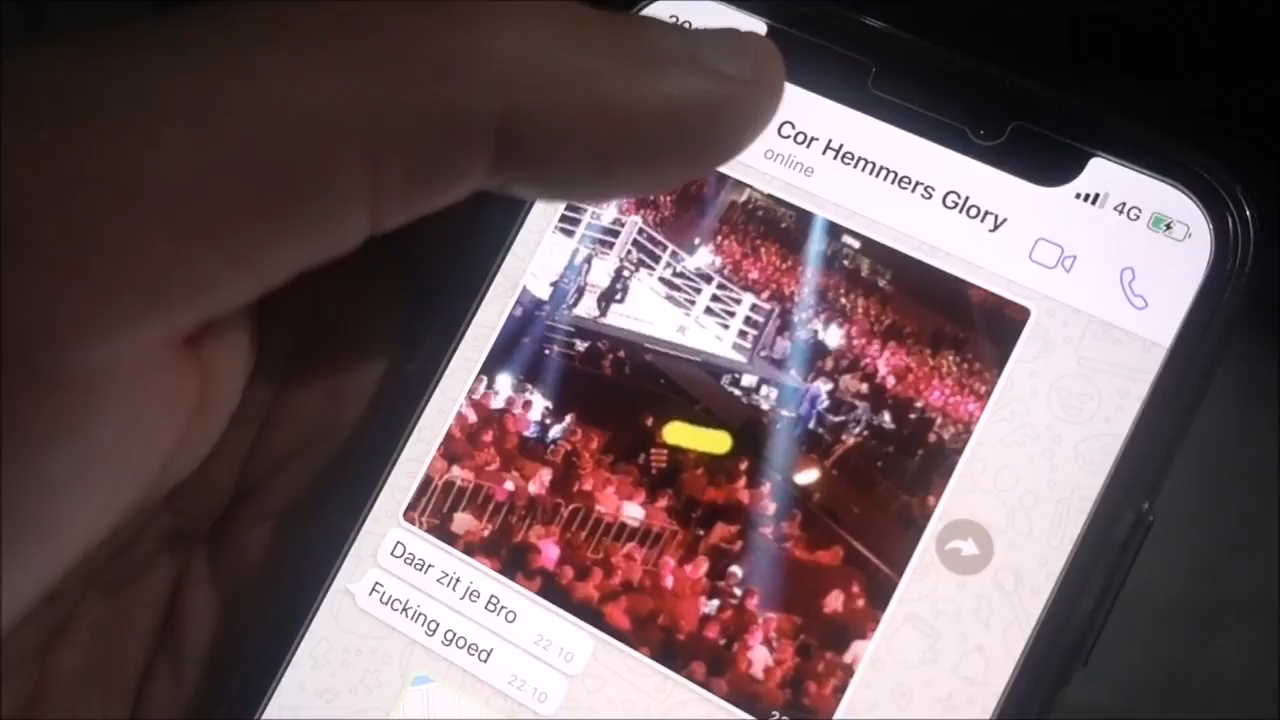 Cor Hemmers Glory
online
4G
Daar zit je Bro
22:10
Fucking goed
22:10